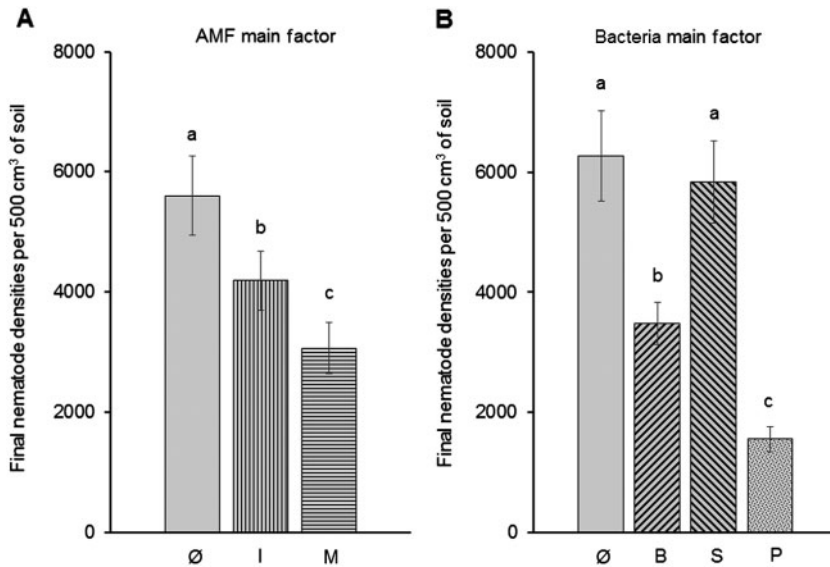 A
AMF main factor
Final nematode densities per 500 cm³ of soil
8000
6000
4000
2000
0
a
b
c
Ø I M
B
Bacteria main factor
Final nematode densities per 500 cm³ of soil
8000
6000
4000
2000
0
a
b
a
c
Ø B S P